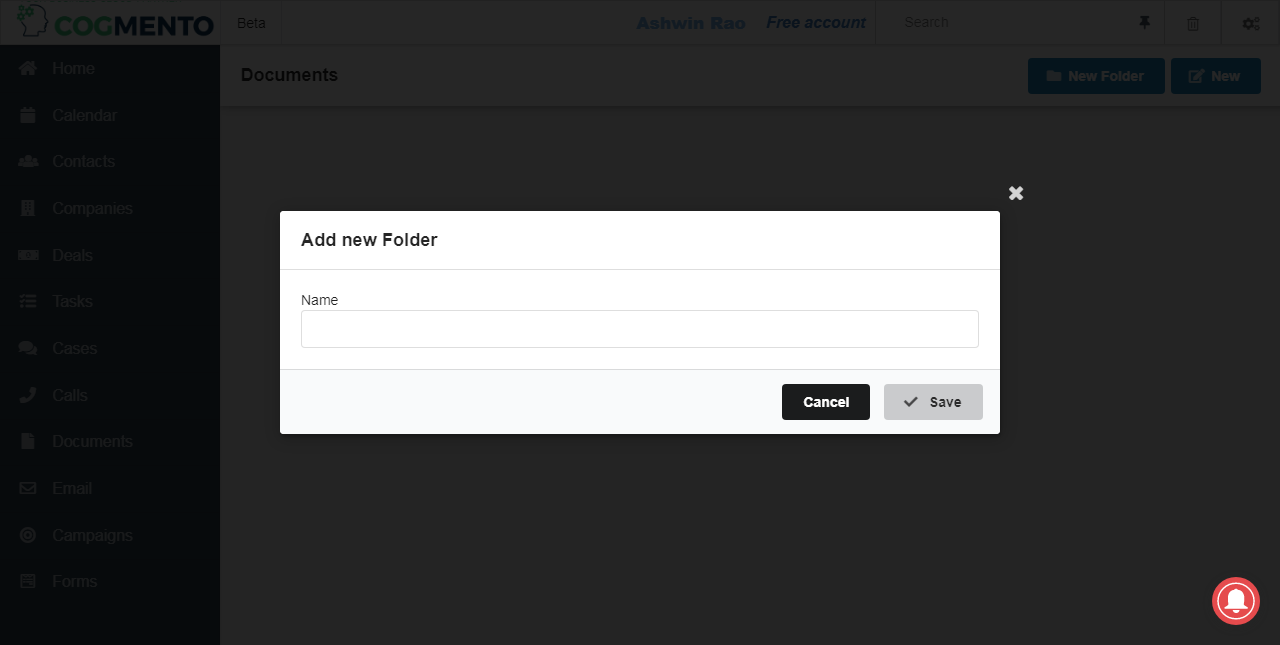 COGMENTO
Beta
Ashwin Rao
Free account
Search
Home
Calendar
Contacts
Companies
Deals
Tasks
Cases
Calls
Documents
Email
Campaigns
Forms
Documents
New Folder
New
Add new Folder
Name
Cancel
Save